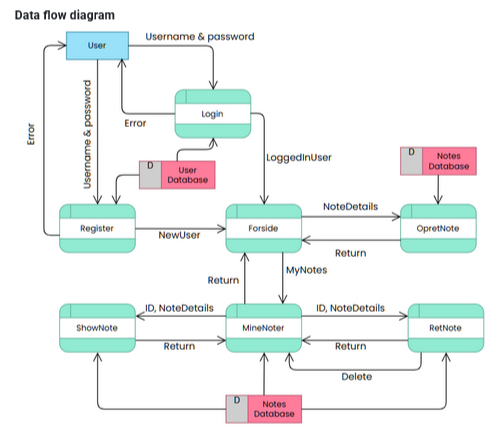 Data flow diagram
User
Username & password
Login
Error
Error
Username & password
LoggedInUser
D
User
Database
D
Notes
Database
Register
NewUser
Forside
NoteDetails
OpretNote
Return
Return
MyNotes
ShowNote
ID, NoteDetails
MineNoter
ID, NoteDetails
RetNote
Return
Return
Delete
D
Notes
Database